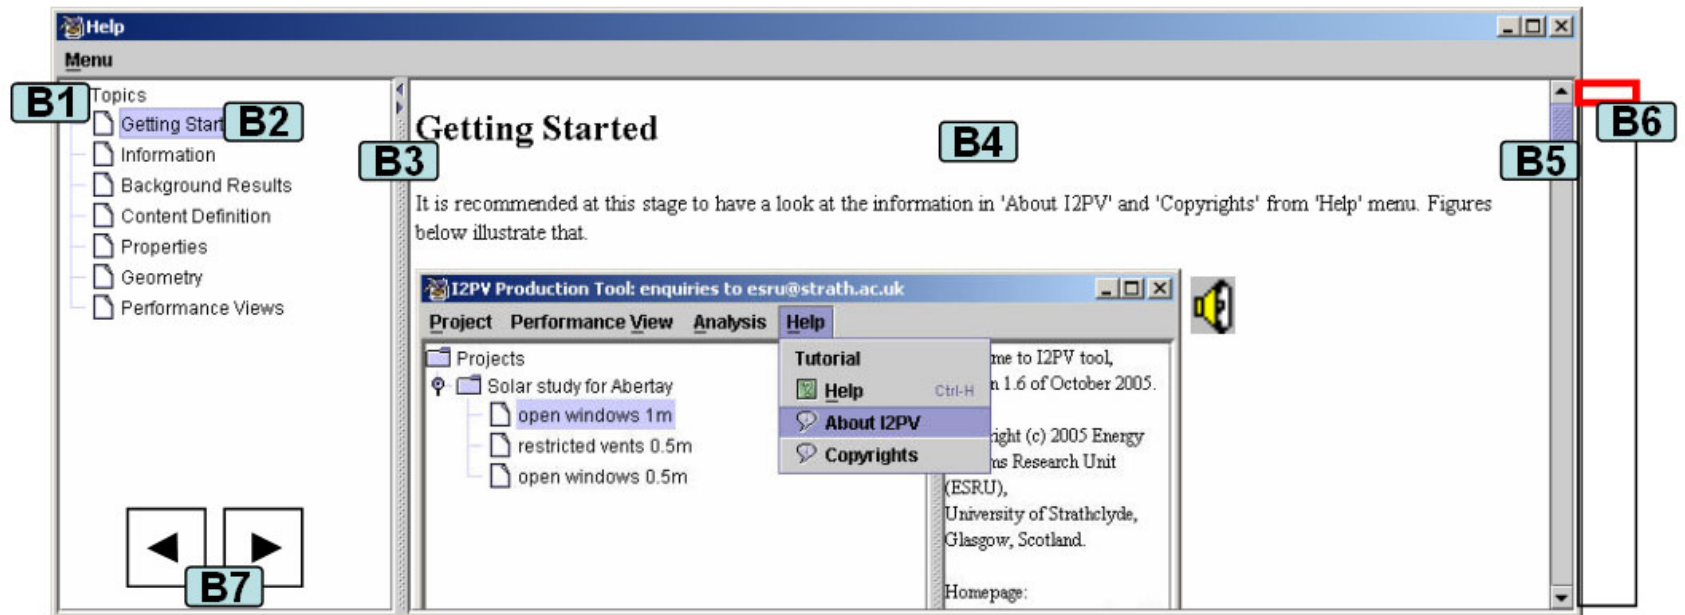 Help
Menu
B1
Topics
Getting Start
B2
Information
Background Results
Content Definition
Properties
Geometry
Performance Views
B7
B3
Getting Started
B4
B5
B6
It is recommended at this stage to have a look at the information in 'About I2PV' and 'Copyrights' from 'Help' menu. Figures
below illustrate that.
I2PV Production Tool: enquiries to esru@strath.ac.uk
Project Performance View Analysis Help
Projects
Solar study for Abertay
open windows 1m
restricted vents 0.5m
open windows 0.5m
Tutorial
Help Ctrl-H
About I2PV
Copyrights
me to I2PV tool,
n 1.6 of October 2005.
ight (c) 2005 Energy
ms Research Unit
(ESRU),
University of Strathclyde,
Glasgow, Scotland.
Homepage: